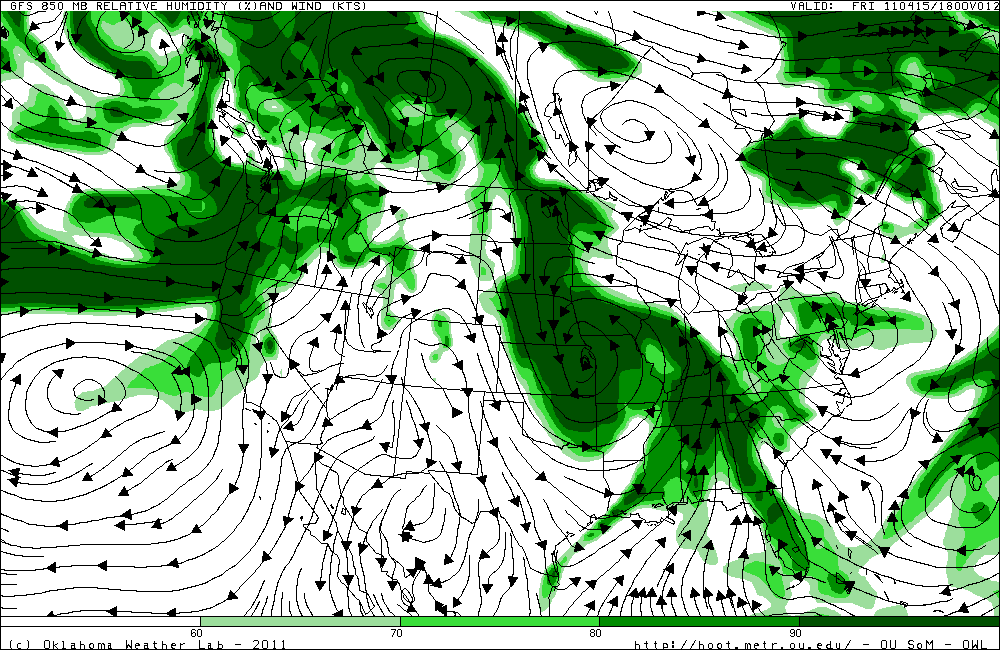 GFS 850 MB RELATIVE HUMIDITY (%)AND WIND (KTS) VALID: FRI 110415/1800V012
60 70 80 90
(c) Oklahoma Weather Lab - 2011 http://hoot.metr.ou.edu/ - OU SoM - OWL